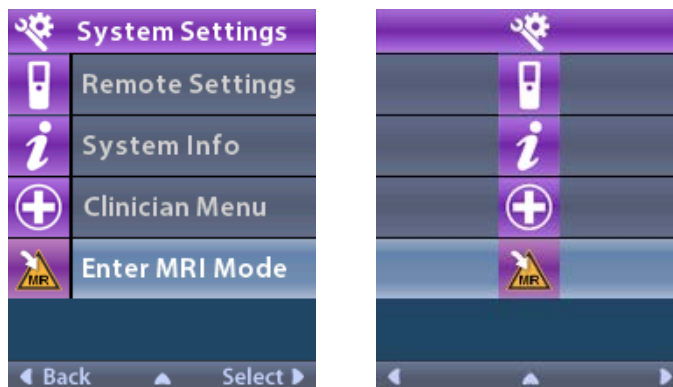 System Settings
Remote Settings
i
System Info
Clinician Menu
MR
Enter MRI Mode
Back
Select
i
MR